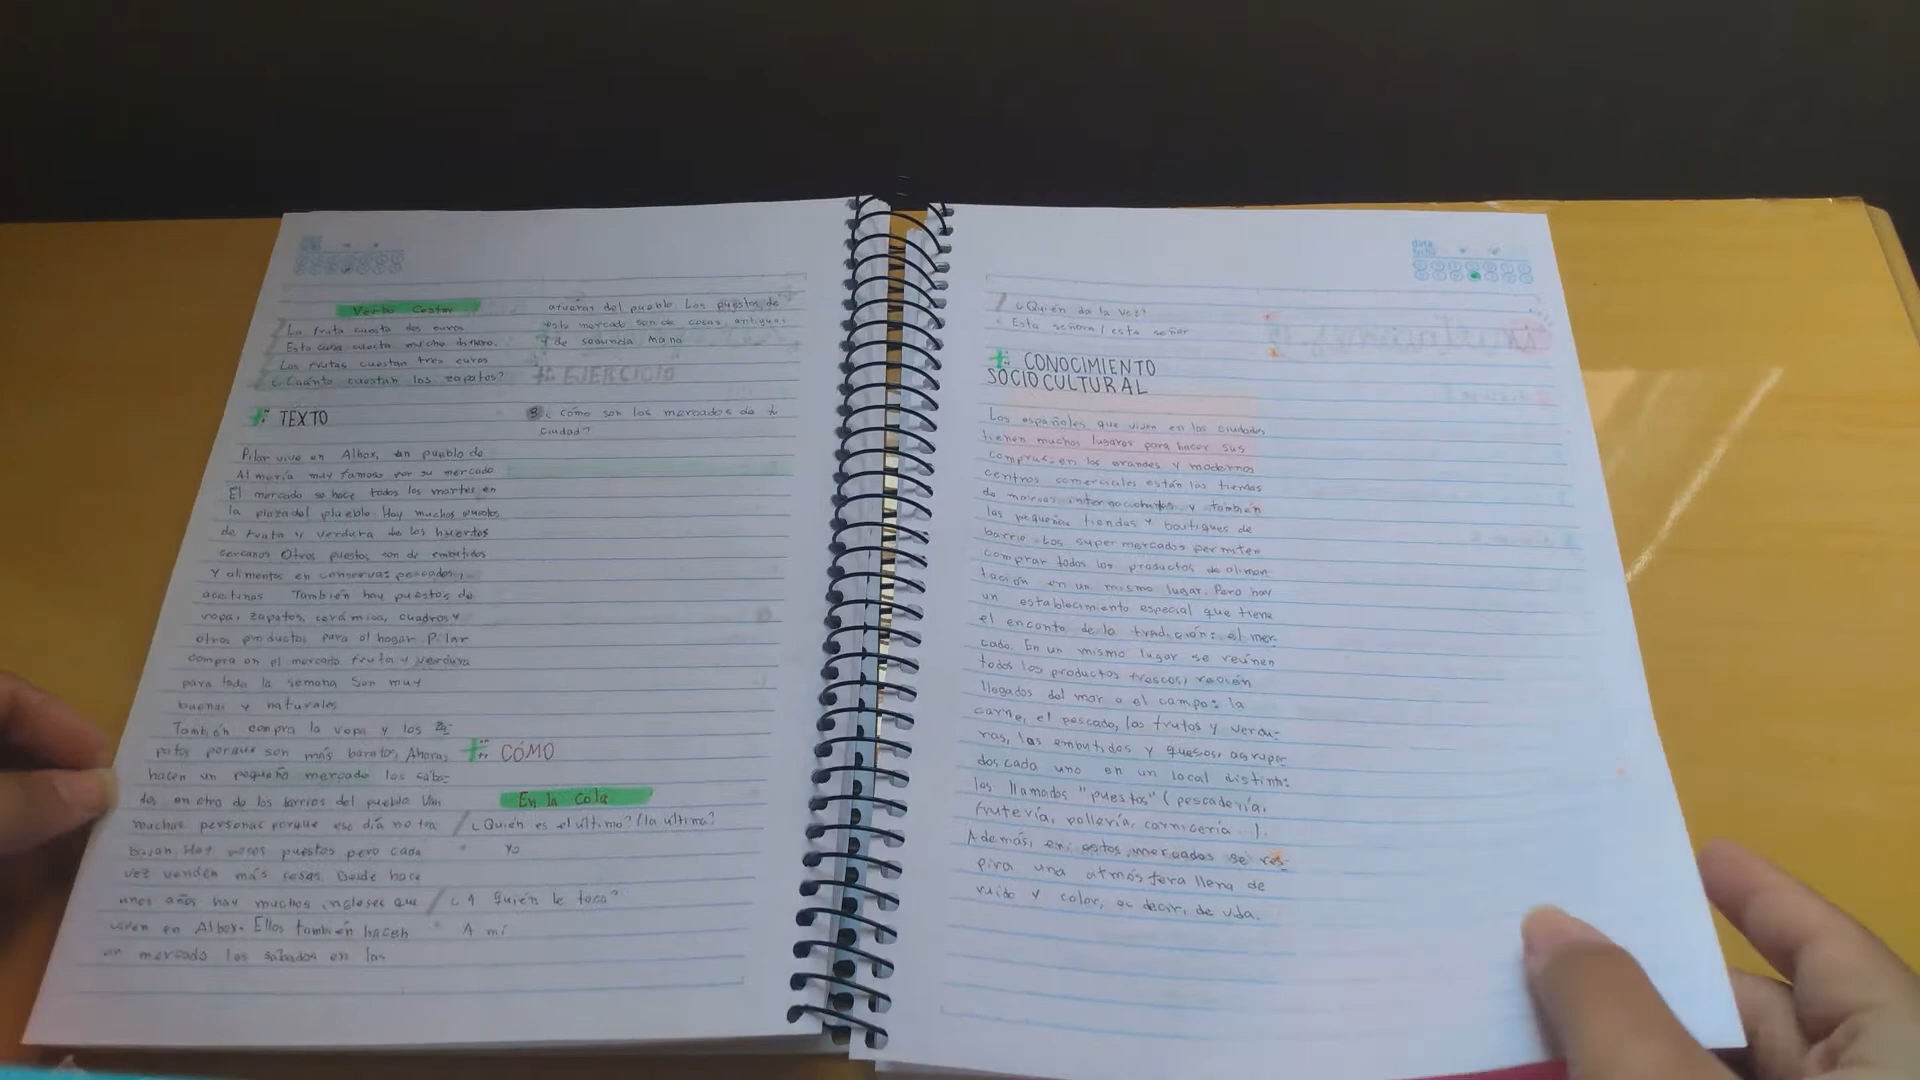 Verbo Costar
La fruta cuesta dos euros
Esta casa cuesta mucho dinero.
Las frutas cuestan tres euros
¿Cuánto cuestan los zapatos?
TEXTO
Pilar vive en Albox, un pueblo de
Almería muy famoso por su mercado
El mercado se hace todos los martes en
la plaza del plueblo. Hay muchos puestos
de fruta y verdura de los huertos
cercanos Otros puestos son de embutidos
y alimentos en conserva: pescados,
aceitunas También hay puestos de
ropa, zapatos, cerámica, cuadros y
otros productos para el hogar. Pilar
compra en el mercado fruta y verdura
para toda la semana Son muy
buenas y naturales
También compra la ropa y los za-
patos porque son más baratos, Ahoras
hacen un pequeño mercado los sába-
dos en otro de los barrios del pueblo Van
muchas personas porque ese día no tra
bajan. Hay pocos puestos pero cada
vez venden más cosas. Desde hace
unos años hay muchos ingleses que
viven en Albox. Ellos también hacen
un mercado los sábados en las
afueras del pueblo. Los puestos de
este mercado son de cosas antiguas
y de segunda mano
EJERCICIO
3 ¿cómo son los mercados de tu
ciudad?
CÓMO
En la Cola
¿Quién es el último? / la última?
Yo
¿A quién le toca?
A mí
data
fecha
¿Quién da la vez?
Esta señora / este señor
CONOCIMIENTO
SOCIOCULTURAL
Los españoles que viven en las ciudades
tienen muchos lugares para hacer sus
compras. en los grandes y modernos
centros comerciales están las tiendas
de marcas internacionales y también
las pequeñas tiendas y boutiques de
barrio. Los supermercados permiten
comprar todos los productos de alimen
tación en un mismo lugar. Pero hay
un establecimiento especial que tiene
el encanto de la tradición: el mer-
cado. En un mismo lugar se reúnen
todos los productos frescos, recién
llegados del mar o el campo: la
carne, el pescado, las frutas y verdu-
ras, los embutidos y quesos, agrupa-
dos cada uno en un local distinto
los llamados "puestos" (pescadería,
frutería, pollería, carnicería...).
Además, en estos mercados se res-
pira una atmósfera llena de
ruido y color, es decir, de vida.